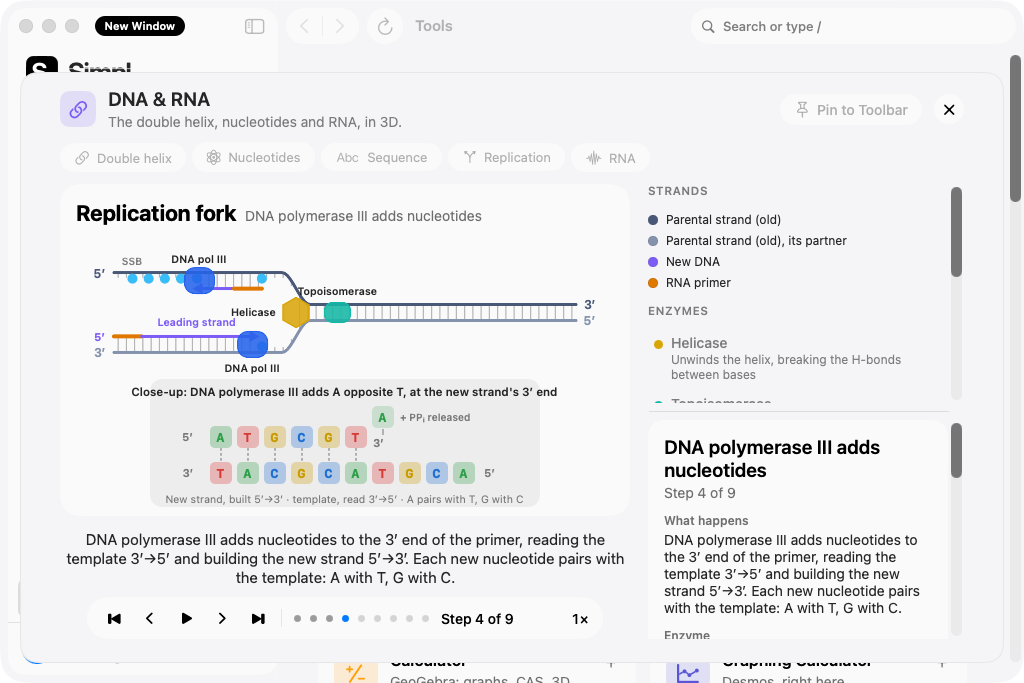 New Window
Tools
Search or type /
Simpl
DNA & RNA
The double helix, nucleotides and RNA, in 3D.
Pin to Toolbar
Double helix
Nucleotides
Abc Sequence
Replication
RNA
Replication fork DNA polymerase III adds nucleotides
SSB
DNA pol III
5′
Topoisomerase
3′
5′
Helicase
Leading strand
5′
3′
DNA pol III
Close-up: DNA polymerase III adds A opposite T, at the new strand's 3′ end
A + PPᵢ released
3′
5′ A T G C G T
3′ T A C G C A T G C A 5′
New strand, built 5′→3′ · template, read 3′→5′ · A pairs with T, G with C
DNA polymerase III adds nucleotides to the 3′ end of the primer, reading the
template 3′→5′ and building the new strand 5′→3′. Each new nucleotide pairs with
the template: A with T, G with C.
Step 4 of 9
1×
STRANDS
Parental strand (old)
Parental strand (old), its partner
New DNA
RNA primer
ENZYMES
Helicase
Unwinds the helix, breaking the H-bonds
between bases
Topoisomerase
DNA polymerase III adds
nucleotides
Step 4 of 9
What happens
DNA polymerase III adds nucleotides to
the 3′ end of the primer, reading the
template 3′→5′ and building the new
strand 5′→3′. Each new nucleotide pairs
with the template: A with T, G with C.
Enzyme
Calculator
GeoGebra: graphs, CAS, 3D
Graphing Calculator
Desmos, right here